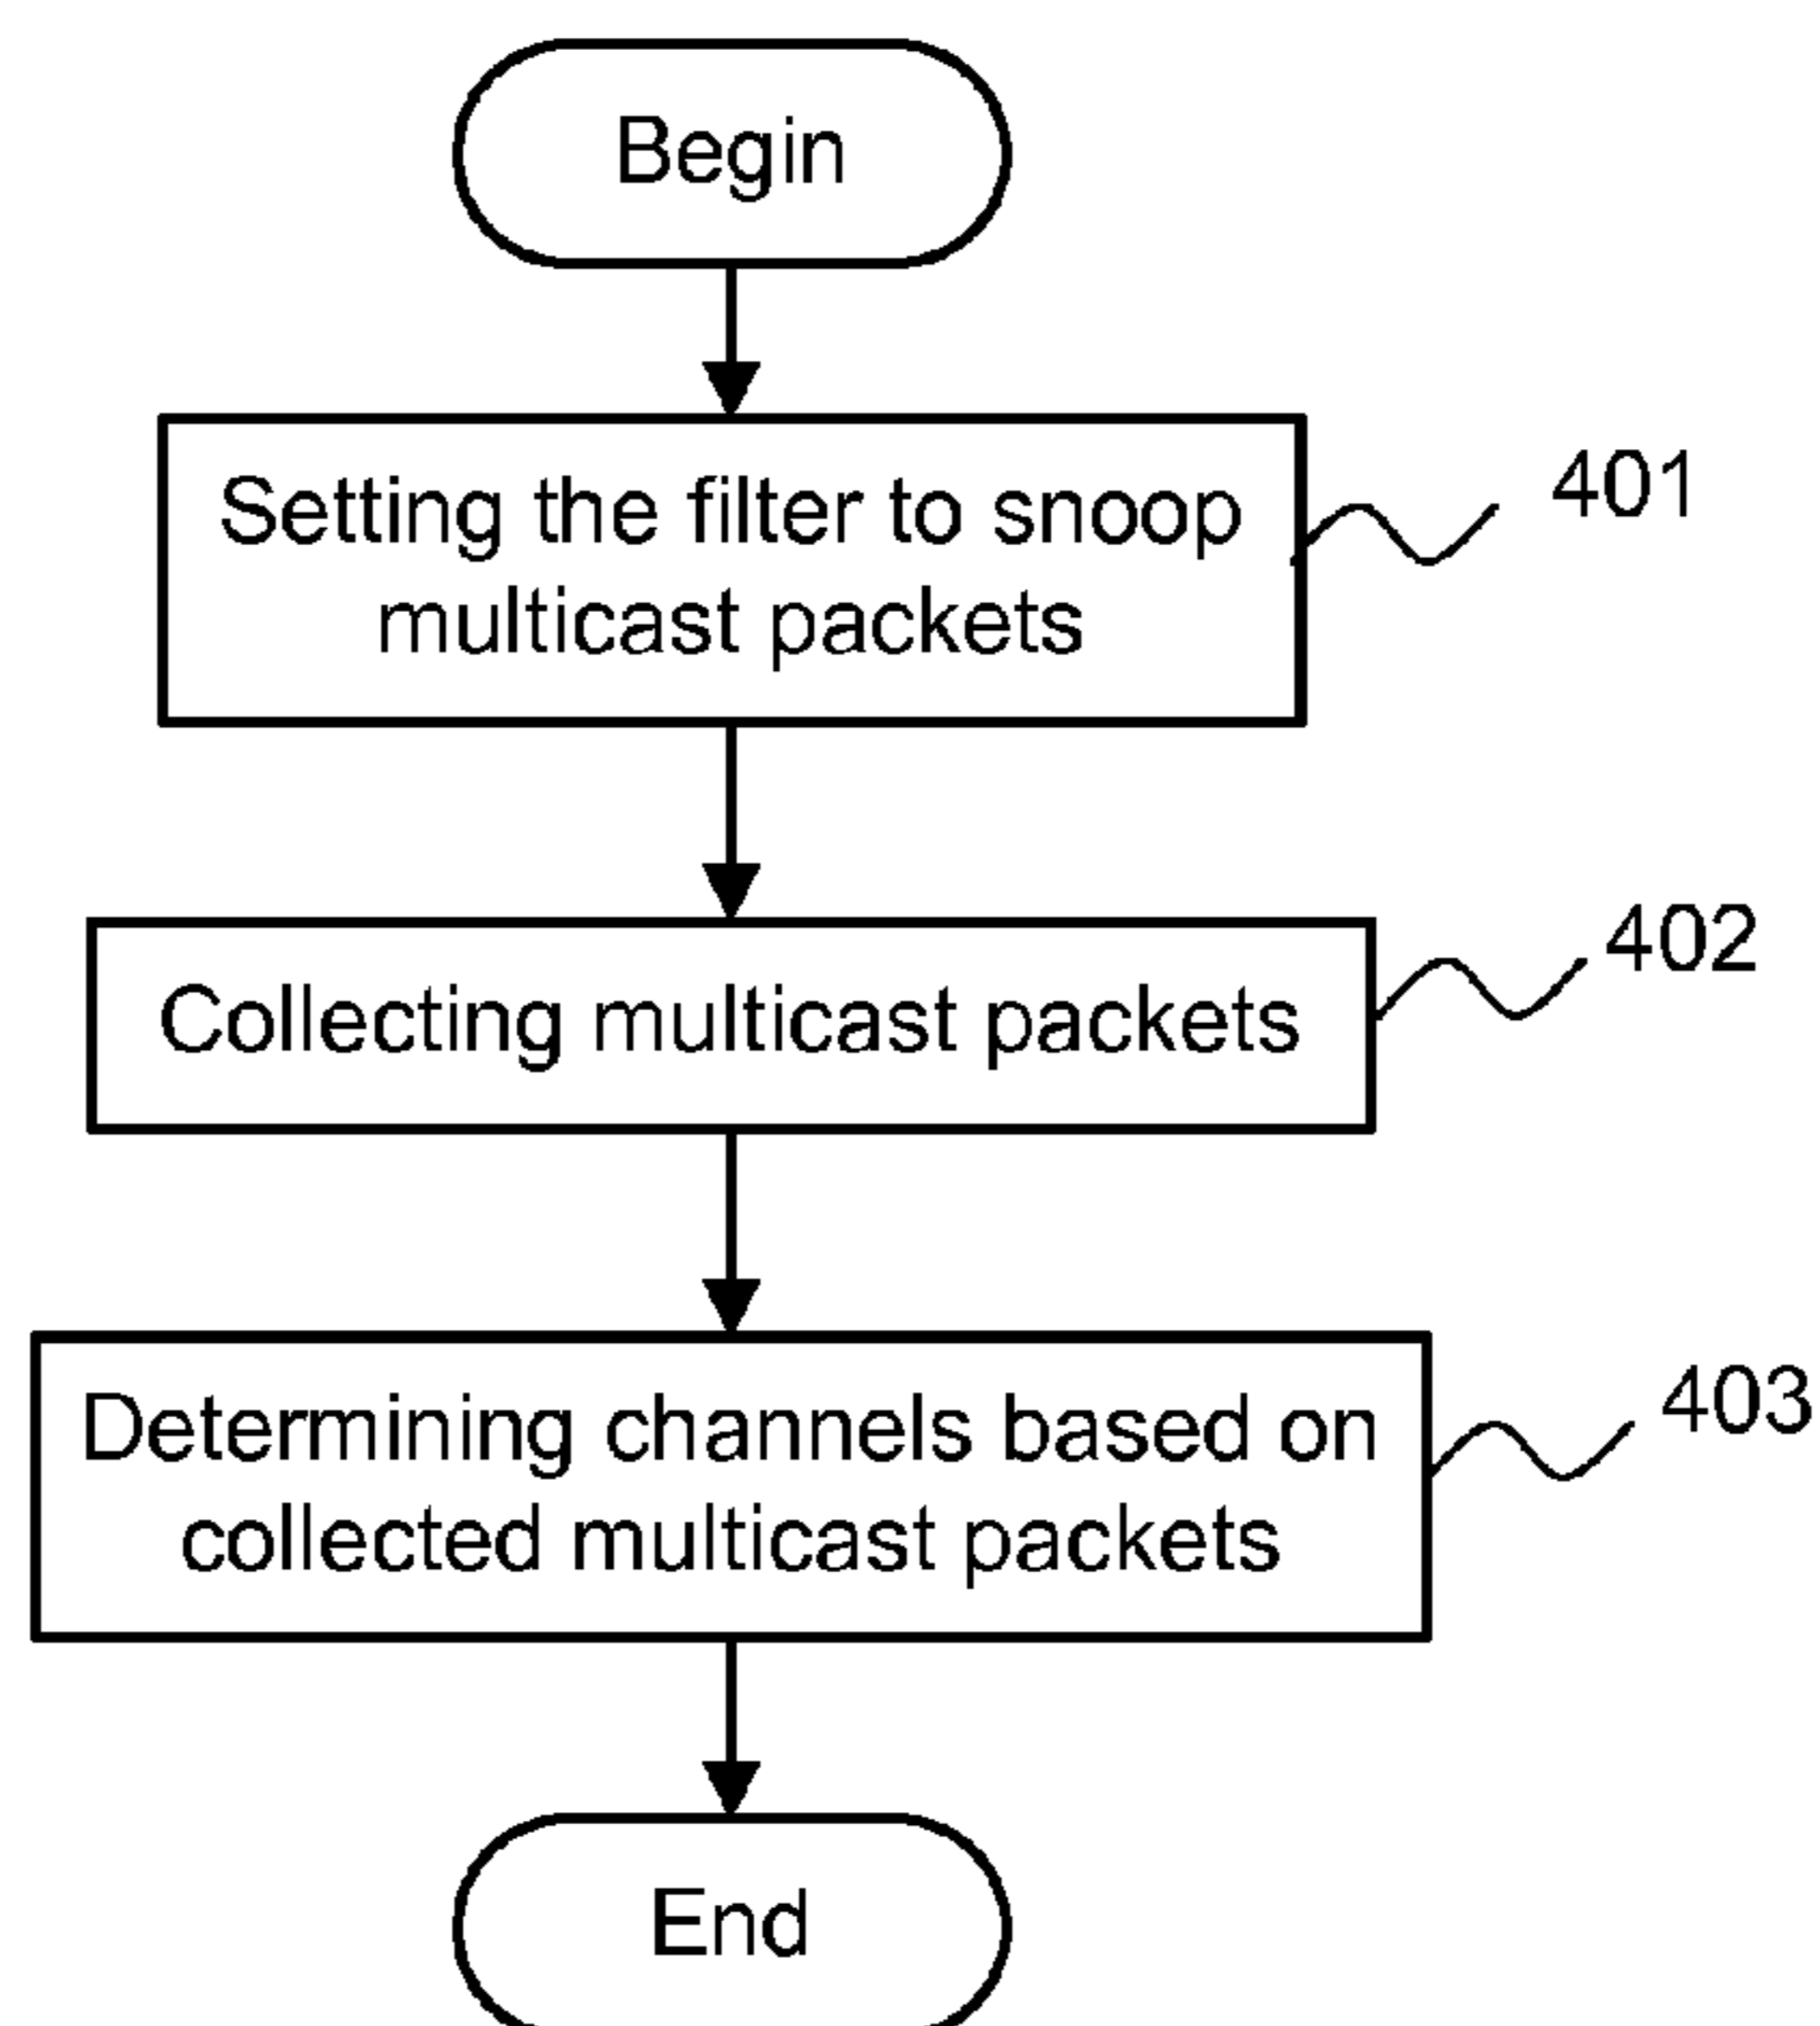 Begin
Setting the filter to snoop
multicast packets
401
Collecting multicast packets
402
Determining channels based on
collected multicast packets
403
End